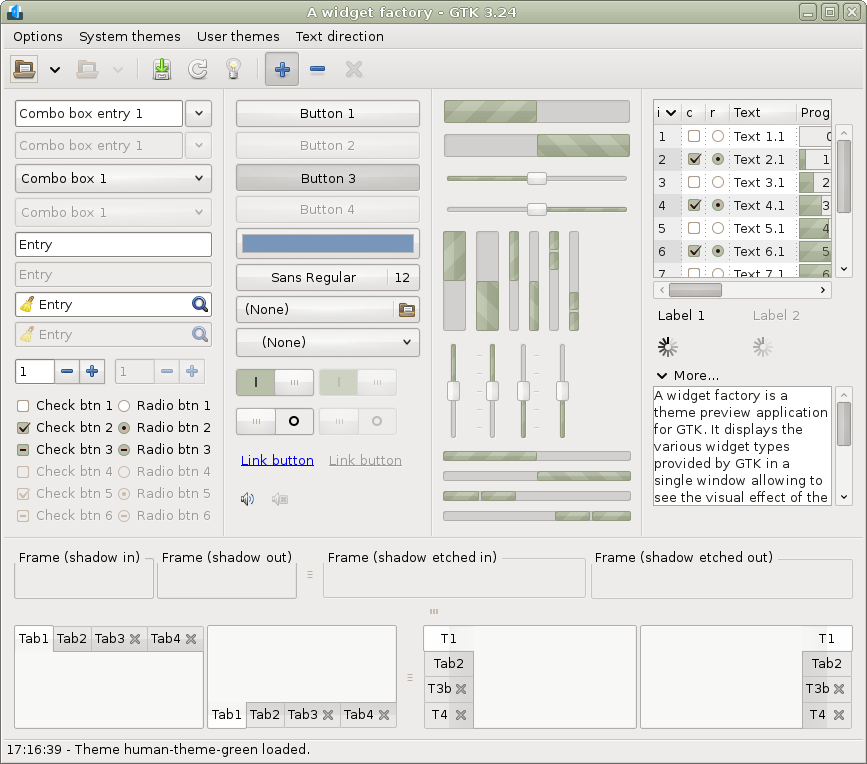 A widget factory - GTK 3.24
Options System themes User themes Text direction
Combo box entry 1
Combo box entry 1
Combo box 1
Combo box 1
Entry
Entry
Entry
Entry
1 1
Check btn 1 Radio btn 1
Check btn 2 Radio btn 2
Check btn 3 Radio btn 3
Check btn 4 Radio btn 4
Check btn 5 Radio btn 5
Check btn 6 Radio btn 6
Button 1
Button 2
Button 3
Button 4
Sans Regular 12
(None)
(None)
Link button Link button
i c r Text Prog
1 Text 1.1 0
2 Text 2.1 1
3 Text 3.1 2
4 Text 4.1 3
5 Text 5.1 4
6 Text 6.1 5
7 Text 7.1 6
Label 1 Label 2
More...
A widget factory is a
theme preview application
for GTK. It displays the
various widget types
provided by GTK in a
single window allowing to
see the visual effect of the
Frame (shadow in) Frame (shadow out) Frame (shadow etched in) Frame (shadow etched out)
Tab1 Tab2 Tab3 Tab4
Tab1 Tab2 Tab3 Tab4
T1
Tab2
T3b
T4
T1
Tab2
T3b
T4
17:16:39 - Theme human-theme-green loaded.